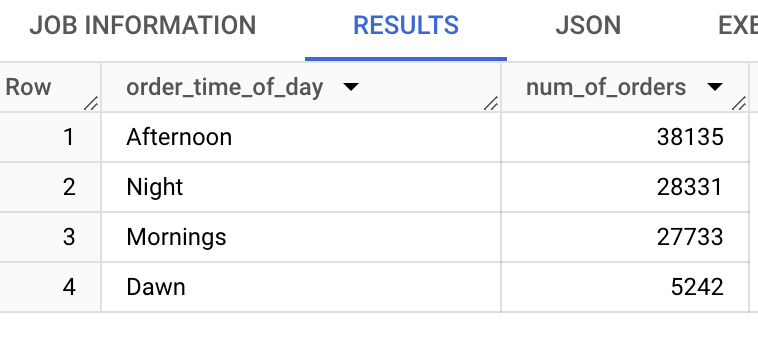 JOB INFORMATION RESULTS JSON EXE
Row order_time_of_day num_of_orders
1 Afternoon 38135
2 Night 28331
3 Mornings 27733
4 Dawn 5242